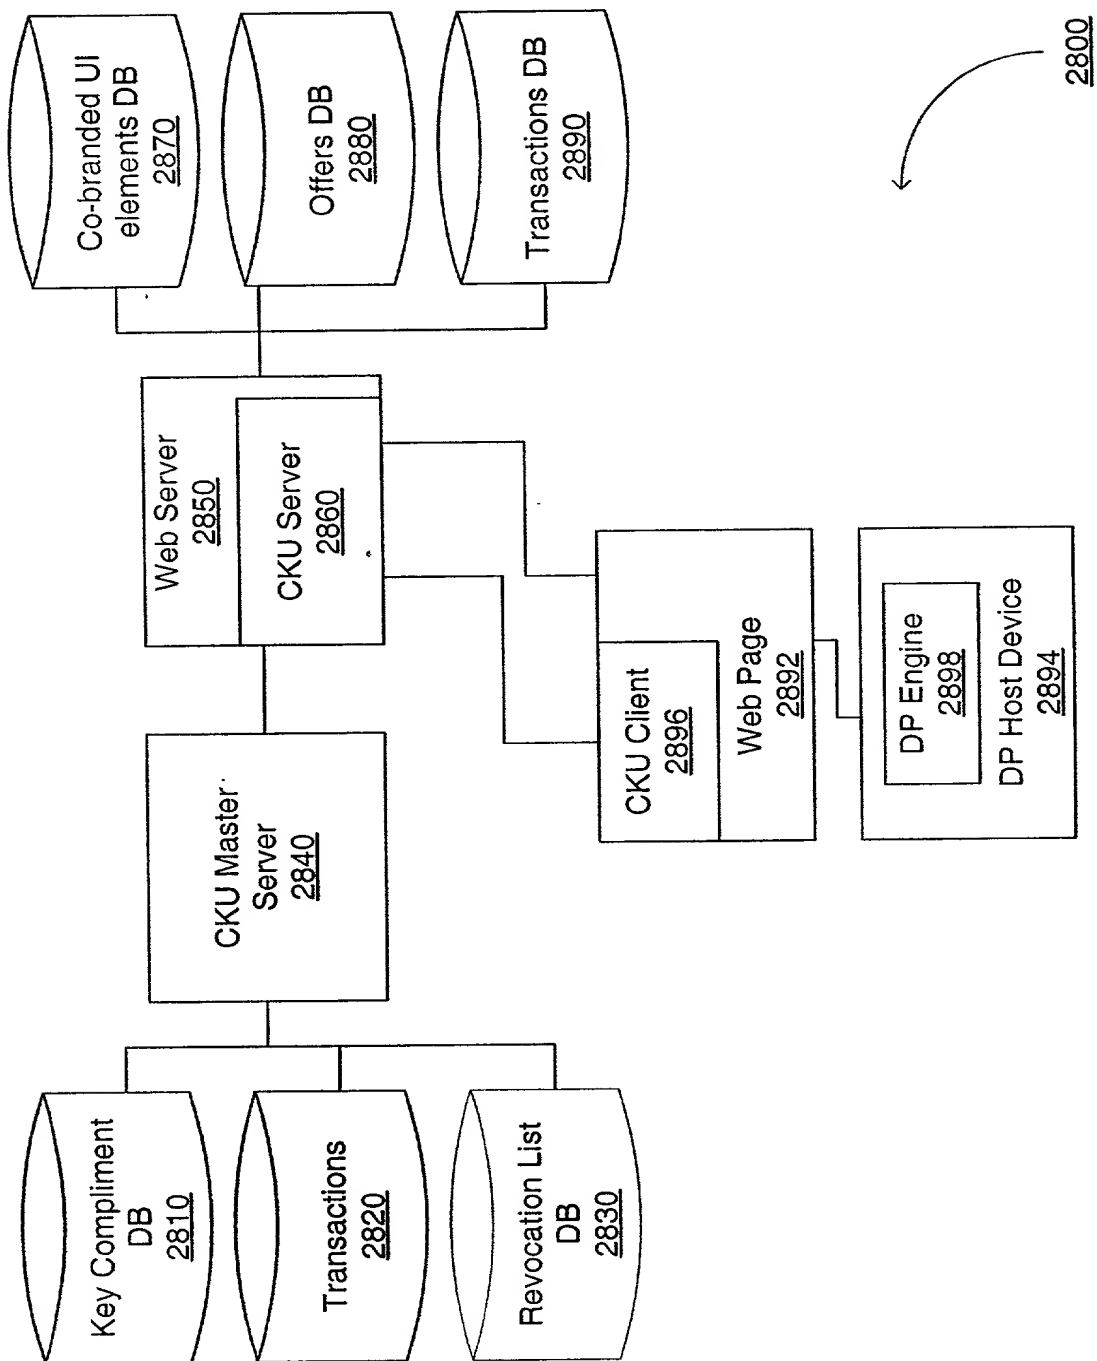 Key Compliment
DB
2810
Transactions
2820
Revocation List
DB
2830
CKU Master
Server
2840
Web Server
2850
CKU Server
2860
Co-branded UI
elements DB
2870
Offers DB
2880
Transactions DB
2890
CKU Client
2896
Web Page
2892
DP Engine
2898
DP Host Device
2894
2800